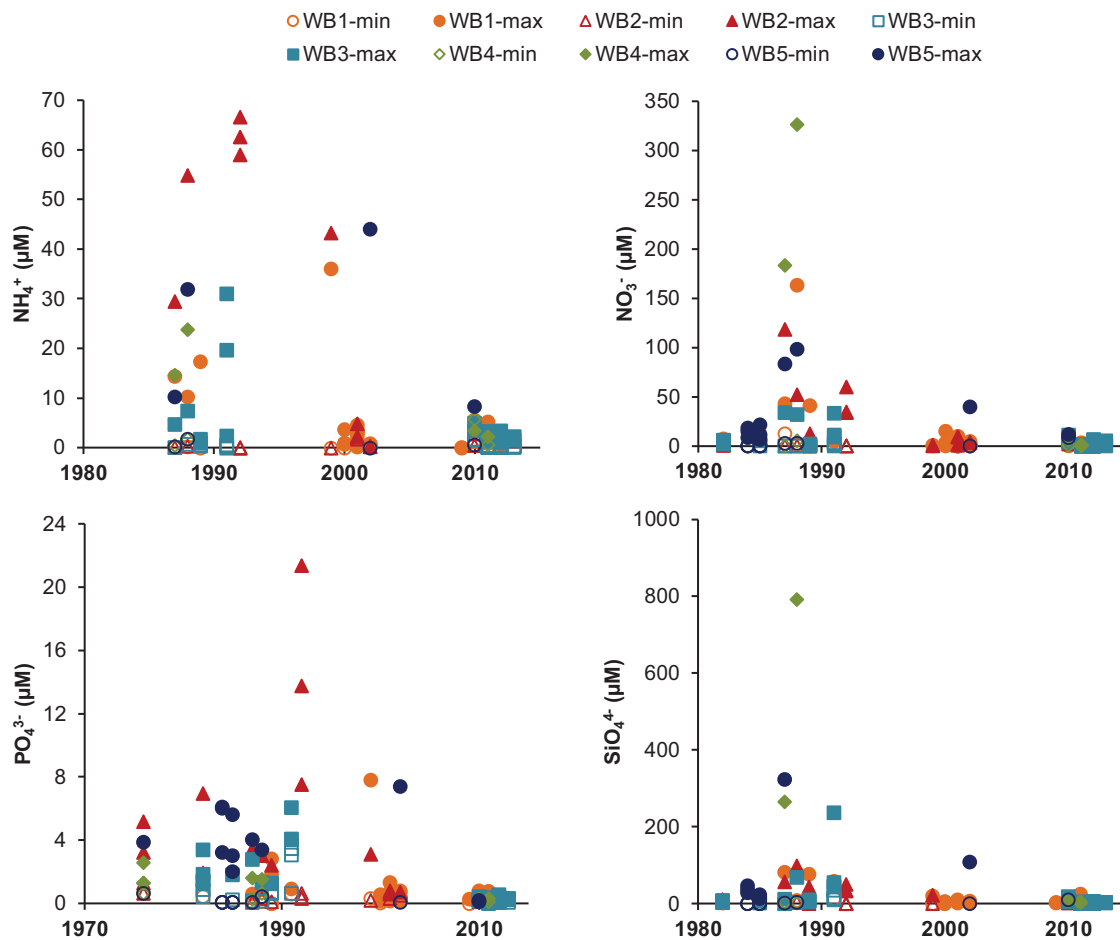 WB1-min WB1-max WB2-min WB2-max WB3-min
WB3-max WB4-min WB4-max WB5-min WB5-max
70
60
50
40
30
20
10
0
NH₄⁺ (µM)
1980 1990 2000 2010
350
300
250
200
150
100
50
0
NO₃⁻ (µM)
1980 1990 2000 2010
24
20
16
12
8
4
0
PO₄³⁻ (µM)
1970 1990 2010
1000
800
600
400
200
0
SiO₄⁴⁻ (µM)
1980 1990 2000 2010